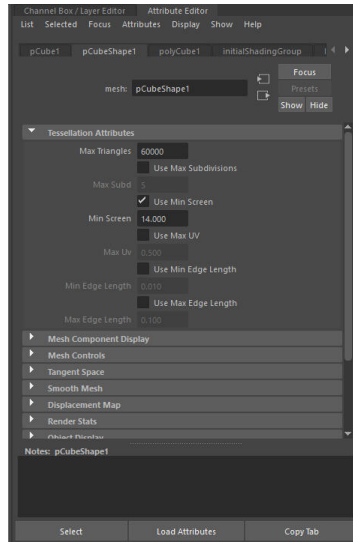 Channel Box / Layer Editor Attribute Editor
List Selected Focus Attributes Display Show Help
pCube1 pCubeShape1 polyCube1 initialShadingGroup
Focus
mesh: pCubeShape1
Presets
Show Hide
Tessellation Attributes
Max Triangles 60000
Use Max Subdivisions
Max Subd 5
Use Min Screen
Min Screen 14.000
Use Max UV
Max Uv 0.500
Use Min Edge Length
Min Edge Length 0.010
Use Max Edge Length
Max Edge Length 0.100
Mesh Component Display
Mesh Controls
Tangent Space
Smooth Mesh
Displacement Map
Render Stats
Object Display
Notes: pCubeShape1
Select Load Attributes Copy Tab